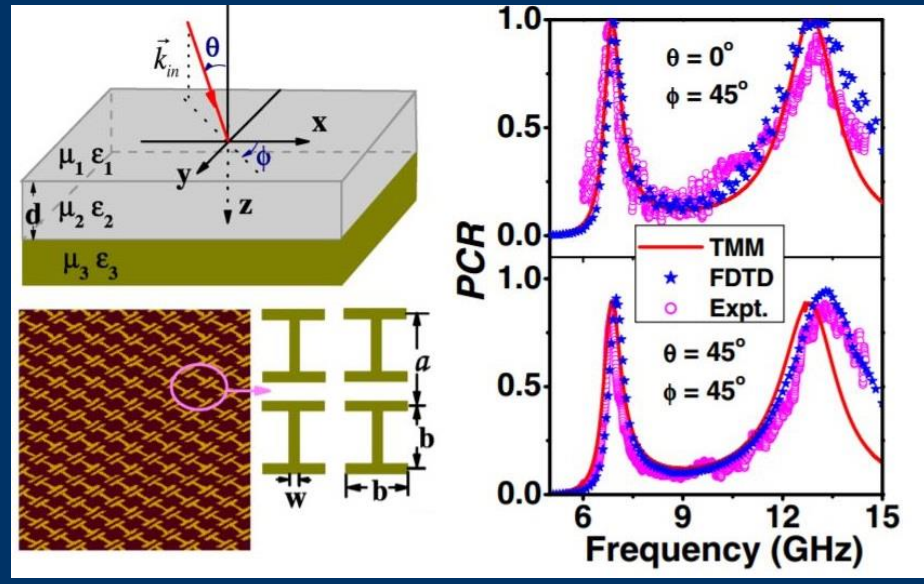 k⃗in
θ
x
ϕ
y
z
μ1 ε1
d
μ2 ε2
μ3 ε3
a
b
w
b
PCR
1.0
0.5
0.0
θ = 0°
ϕ = 45°
TMM
FDTD
Expt.
1.0
0.5
0.0
θ = 45°
ϕ = 45°
6
9
12
15
Frequency (GHz)